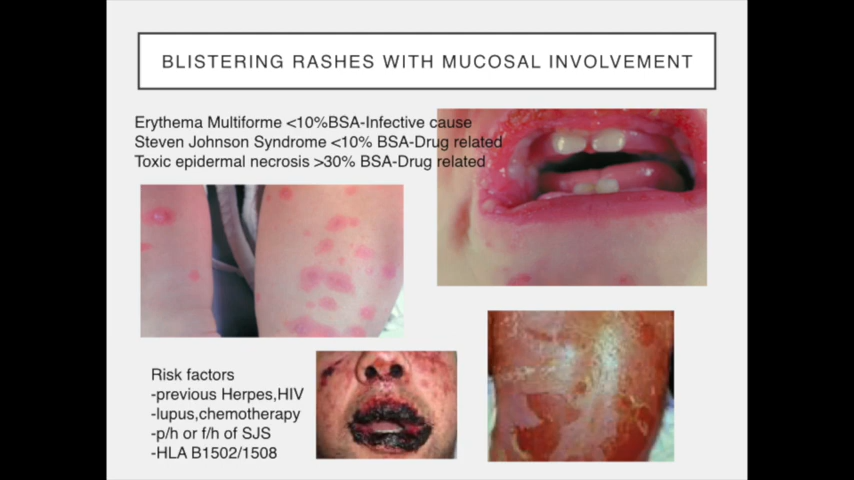 BLISTERING RASHES WITH MUCOSAL INVOLVEMENT
Erythema Multiforme <10%BSA-Infective cause
Steven Johnson Syndrome <10% BSA-Drug related
Toxic epidermal necrosis >30% BSA-Drug related
Risk factors
-previous Herpes,HIV
-lupus,chemotherapy
-p/h or f/h of SJS
-HLA B1502/1508